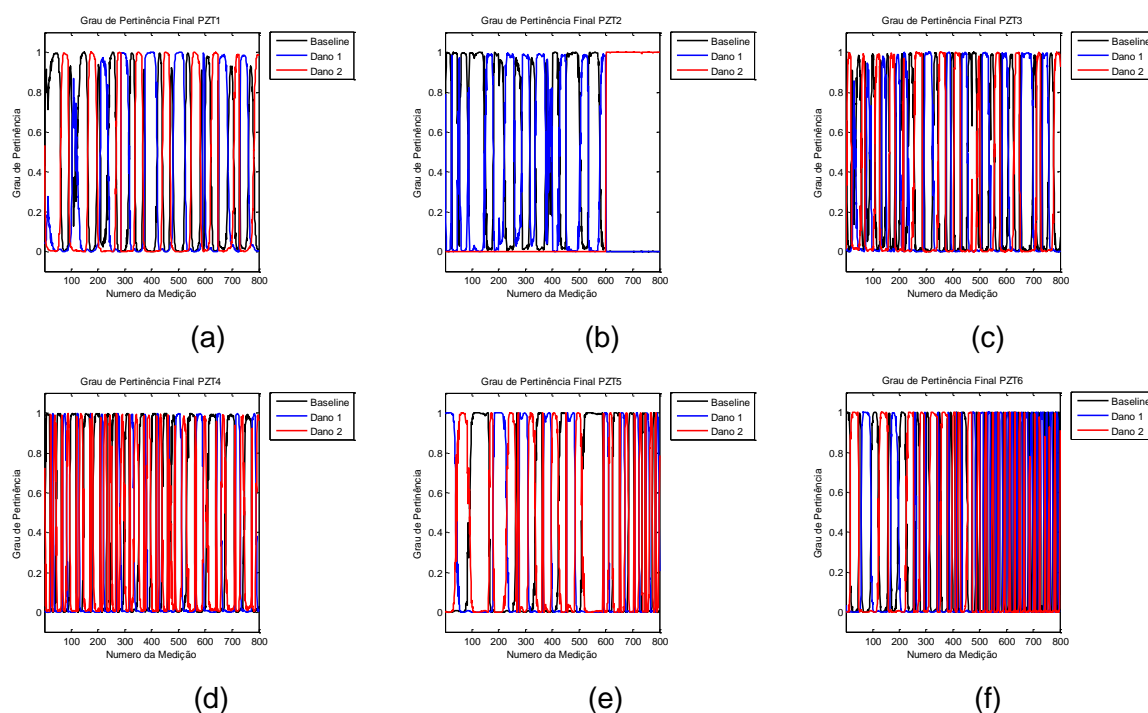 Grau de Pertinência Final PZT1
Grau de Pertinência
1
0.8
0.6
0.4
0.2
0
100 200 300 400 500 600 700 800
Numero da Medição
Baseline
Dano 1
Dano 2
(a)
Grau de Pertinência Final PZT2
Grau de Pertinência
1
0.8
0.6
0.4
0.2
0
100 200 300 400 500 600 700 800
Numero da Medição
Baseline
Dano 1
Dano 2
(b)
Grau de Pertinência Final PZT3
Grau de Pertinência
1
0.8
0.6
0.4
0.2
0
100 200 300 400 500 600 700 800
Numero da Medição
Baseline
Dano 1
Dano 2
(c)
Grau de Pertinência Final PZT4
Grau de Pertinência
1
0.8
0.6
0.4
0.2
0
100 200 300 400 500 600 700 800
Numero da Medição
Baseline
Dano 1
Dano 2
(d)
Grau de Pertinência Final PZT5
Grau de Pertinência
1
0.8
0.6
0.4
0.2
0
100 200 300 400 500 600 700 800
Numero da Medição
Baseline
Dano 1
Dano 2
(e)
Grau de Pertinência Final PZT6
Grau de Pertinência
1
0.8
0.6
0.4
0.2
0
100 200 300 400 500 600 700 800
Numero da Medição
Baseline
Dano 1
Dano 2
(f)